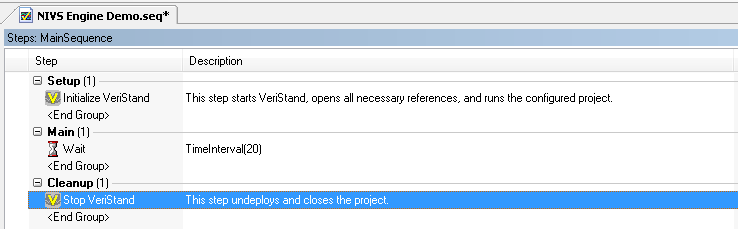 NIVS Engine Demo.seq*
Steps: MainSequence
Step Description
Setup (1)
Initialize VeriStand This step starts VeriStand, opens all necessary references, and runs the configured project.
<End Group>
Main (1)
Wait TimeInterval(20)
<End Group>
Cleanup (1)
Stop VeriStand This step undeploys and closes the project.
<End Group>